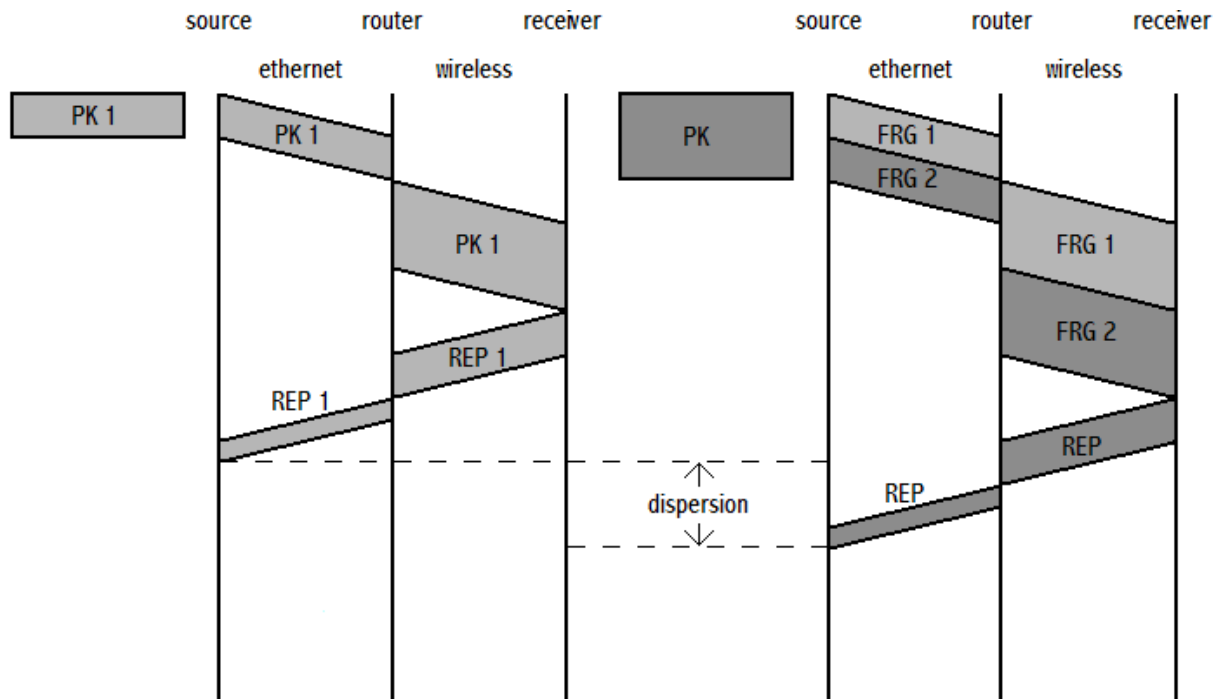 source router receiver source router receiver
ethernet wireless ethernet wireless
PK 1 PK 1 PK FRG 1
FRG 2
PK 1 FRG 1
FRG 2
REP 1
REP 1
REP
REP
dispersion